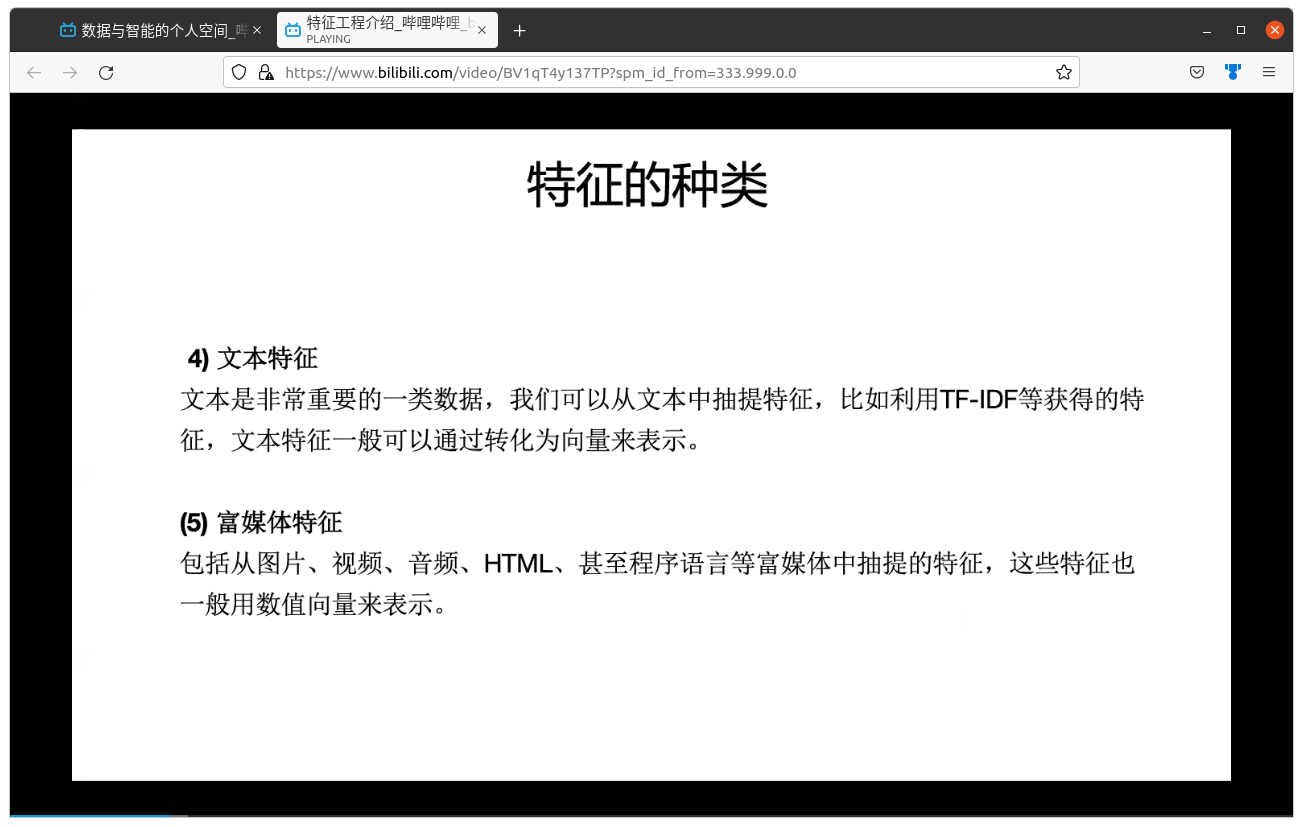 数据与智能的个人空间_哔
特征工程介绍_哔哩哔哩_b
PLAYING
https://www.bilibili.com/video/BV1qT4y137TP?spm_id_from=333.999.0.0
特征的种类
4) 文本特征
文本是非常重要的一类数据，我们可以从文本中抽提特征，比如利用TF-IDF等获得的特
征，文本特征一般可以通过转化为向量来表示。
(5) 富媒体特征
包括从图片、视频、音频、HTML、甚至程序语言等富媒体中抽提的特征，这些特征也
一般用数值向量来表示。